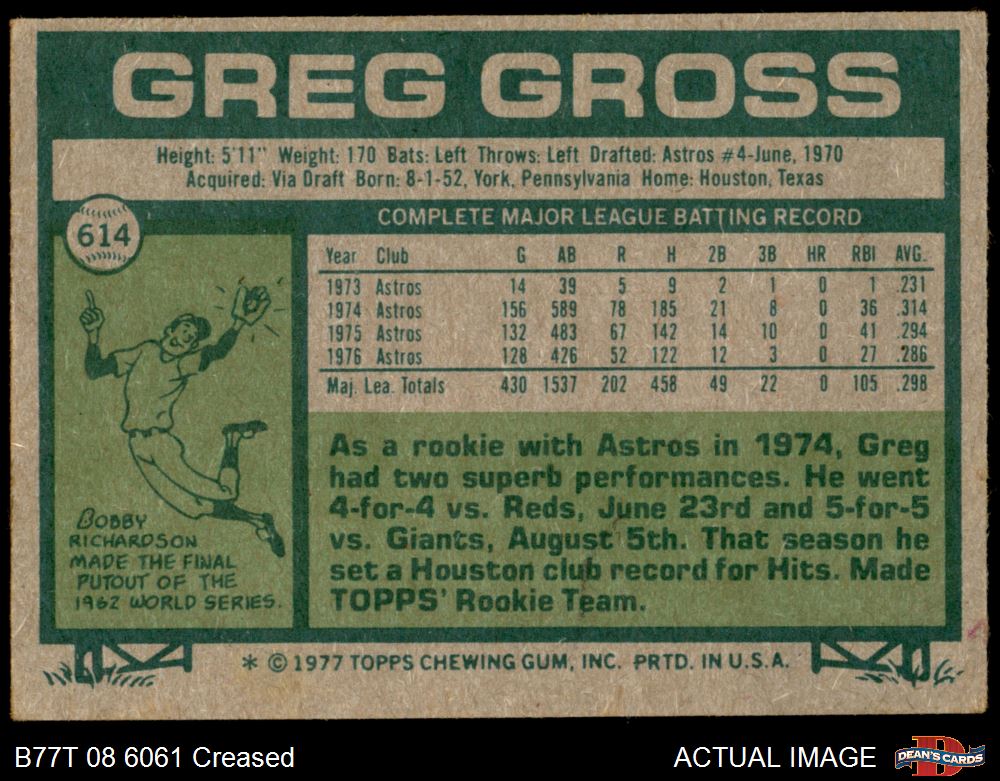 GREG GROSS
Height: 5'11" Weight: 170 Bats: Left Throws: Left Drafted: Astros #4-June, 1970
Acquired: Via Draft Born: 8-1-52, York, Pennsylvania Home: Houston, Texas
614
COMPLETE MAJOR LEAGUE BATTING RECORD
Year Club G AB R H 2B 3B HR RBI AVG.
1973 Astros 14 39 5 9 2 1 0 1 .231
1974 Astros 156 589 78 185 21 8 0 36 .314
1975 Astros 132 483 67 142 14 10 0 41 .294
1976 Astros 128 426 52 122 12 3 0 27 .286
Maj. Lea. Totals 430 1537 202 458 49 22 0 105 .298
BOBBY
RICHARDSON
MADE THE FINAL
PUTOUT OF THE
1962 WORLD SERIES.
As a rookie with Astros in 1974, Greg
had two superb performances. He went
4-for-4 vs. Reds, June 23rd and 5-for-5
vs. Giants, August 5th. That season he
set a Houston club record for Hits. Made
TOPPS' Rookie Team.
* © 1977 TOPPS CHEWING GUM, INC. PRTD. IN U.S.A.
B77T 08 6061 Creased
ACTUAL IMAGE
D
DEAN'S CARDS